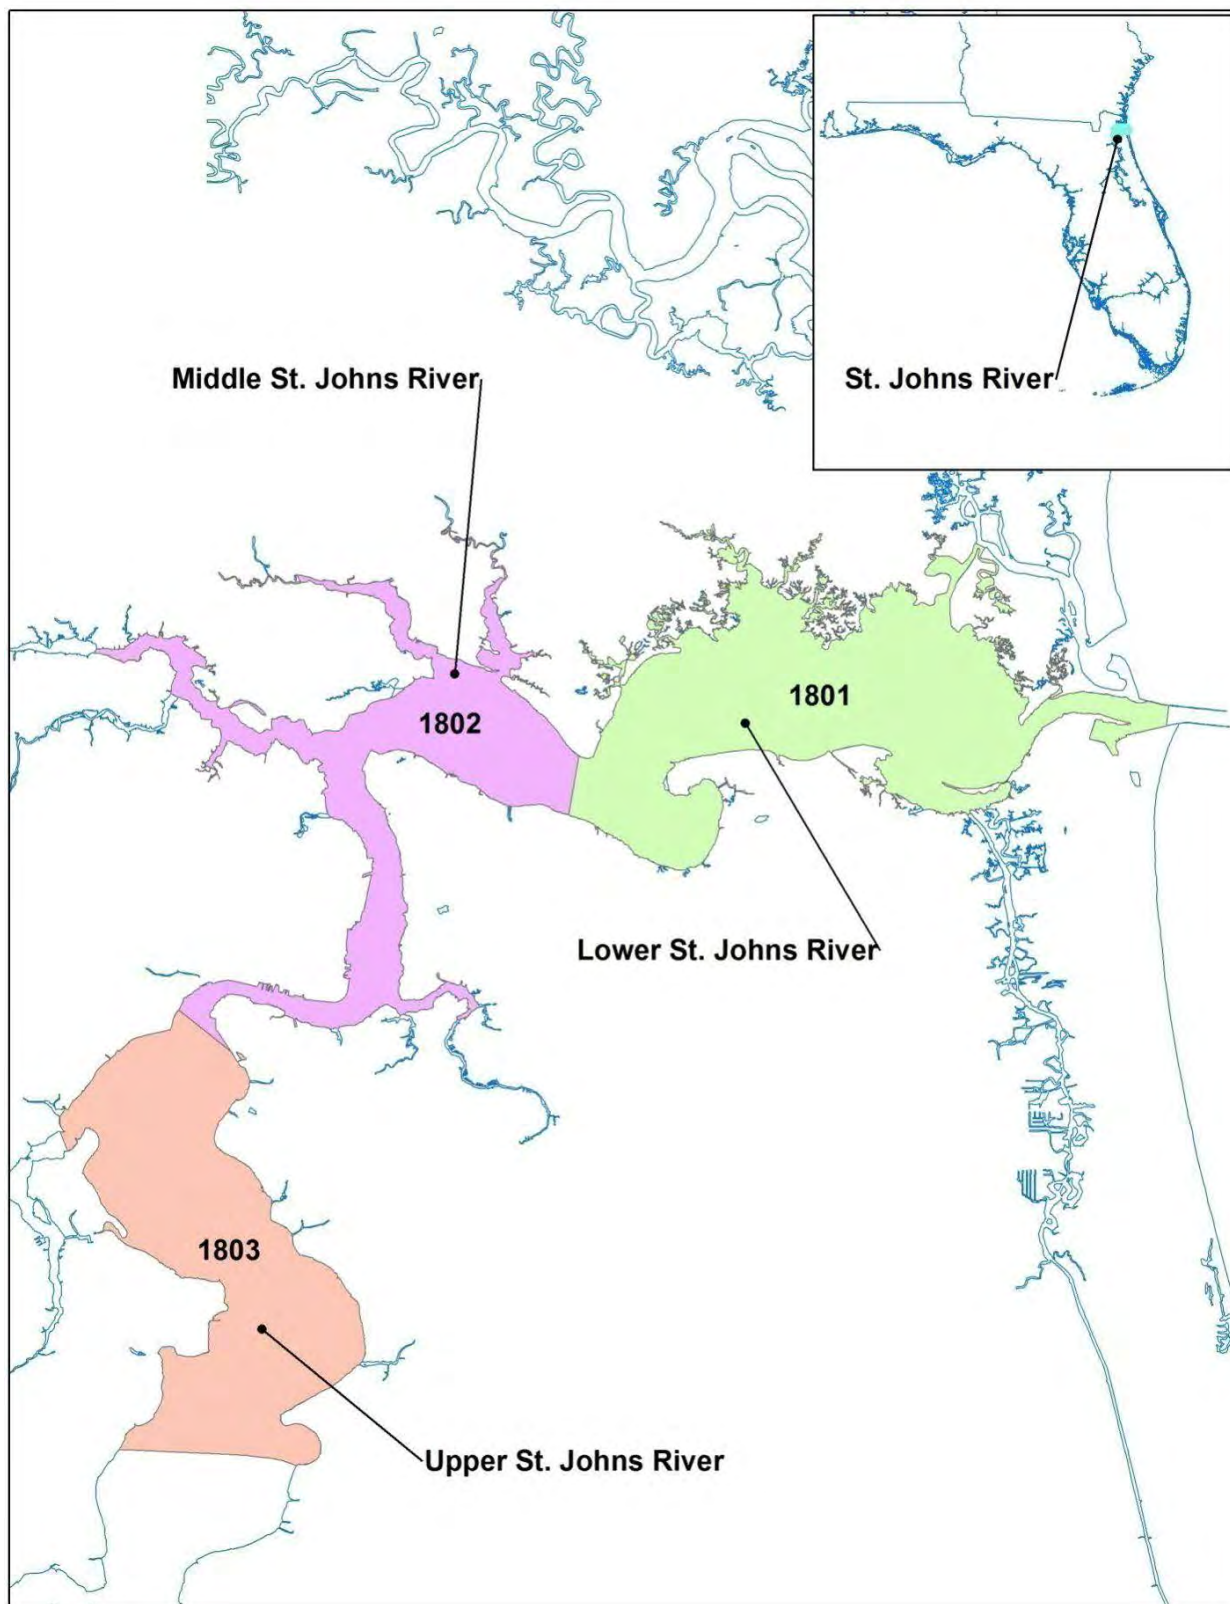 Middle St. Johns River
St. Johns River
1802
1801
Lower St. Johns River
1803
Upper St. Johns River